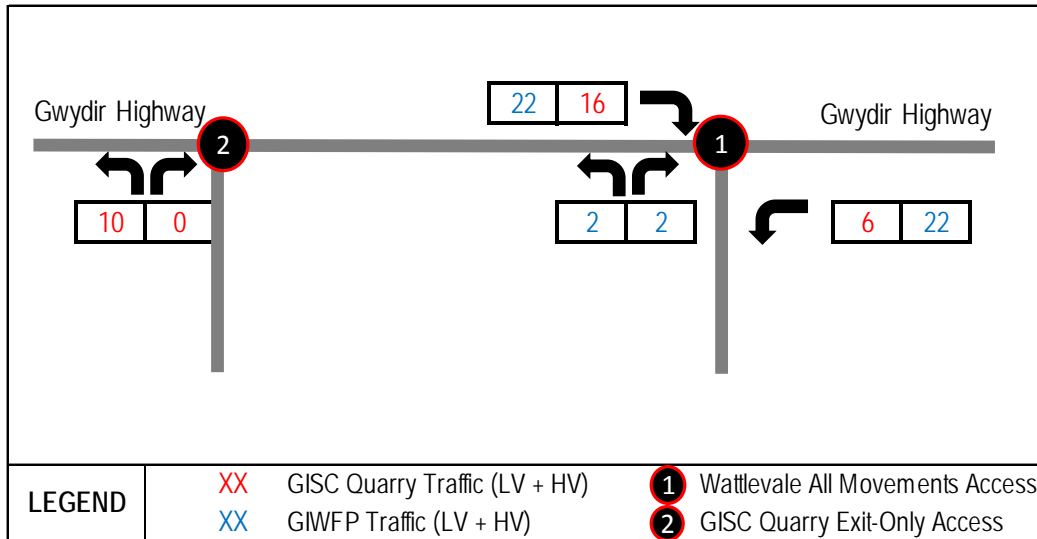 22 16
Gwydir Highway
Gwydir Highway
2
1
10 0
2 2
6 22
LEGEND
XX GISC Quarry Traffic (LV + HV)
1 Wattlevale All Movements Access
XX GIWFP Traffic (LV + HV)
2 GISC Quarry Exit-Only Access